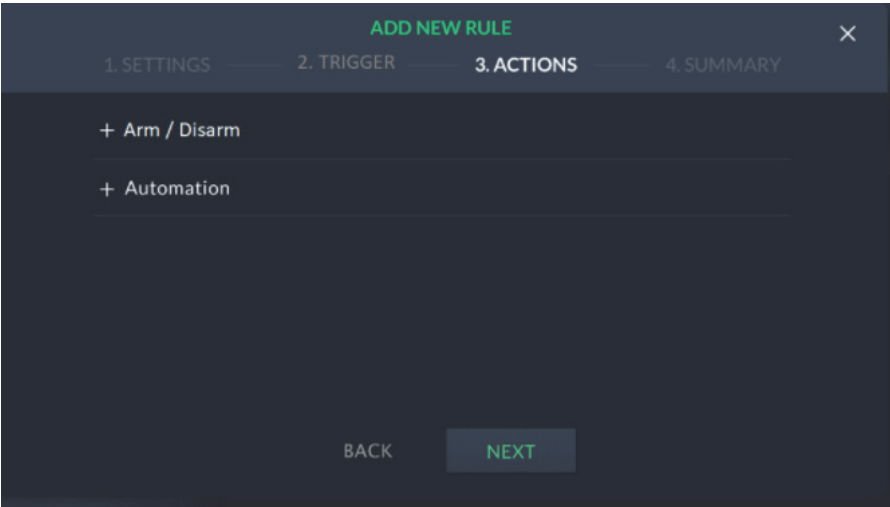 ADD NEW RULE
1. SETTINGS 2. TRIGGER 3. ACTIONS 4. SUMMARY
+ Arm / Disarm
+ Automation
BACK NEXT